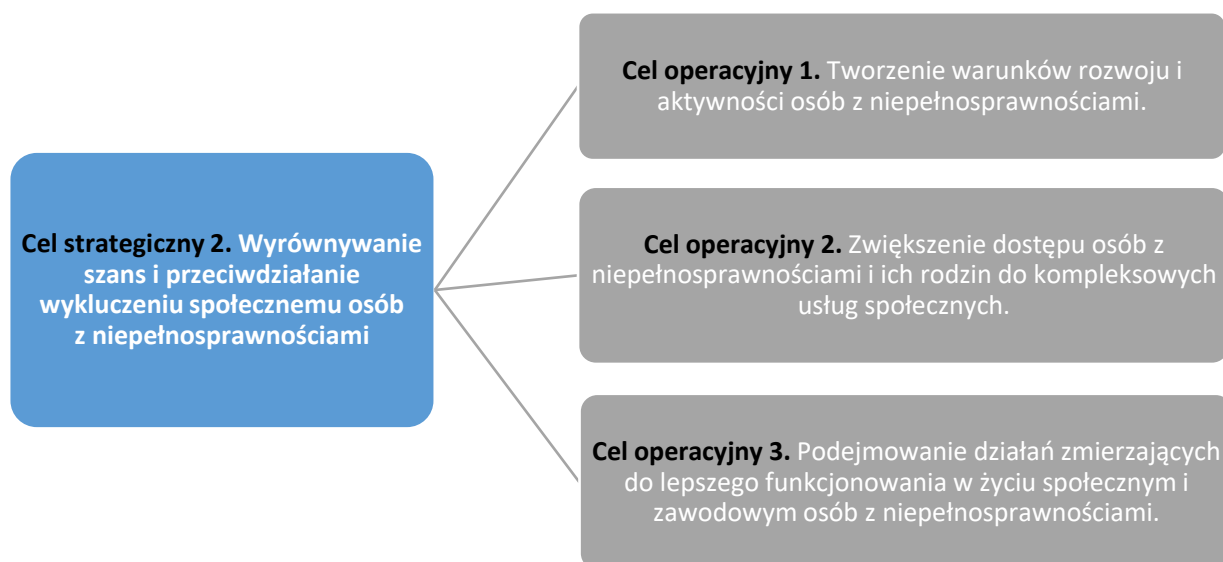 Cel operacyjny 1. Tworzenie warunków rozwoju i
aktywności osób z niepełnosprawnościami.
Cel strategiczny 2. Wyrównywanie
szans i przeciwdziałanie
wykluczeniu społecznemu osób
z niepełnosprawnościami
Cel operacyjny 2. Zwiększenie dostępu osób z
niepełnosprawnościami i ich rodzin do kompleksowych
usług społecznych.
Cel operacyjny 3. Podejmowanie działań zmierzających
do lepszego funkcjonowania w życiu społecznym i
zawodowym osób z niepełnosprawnościami.